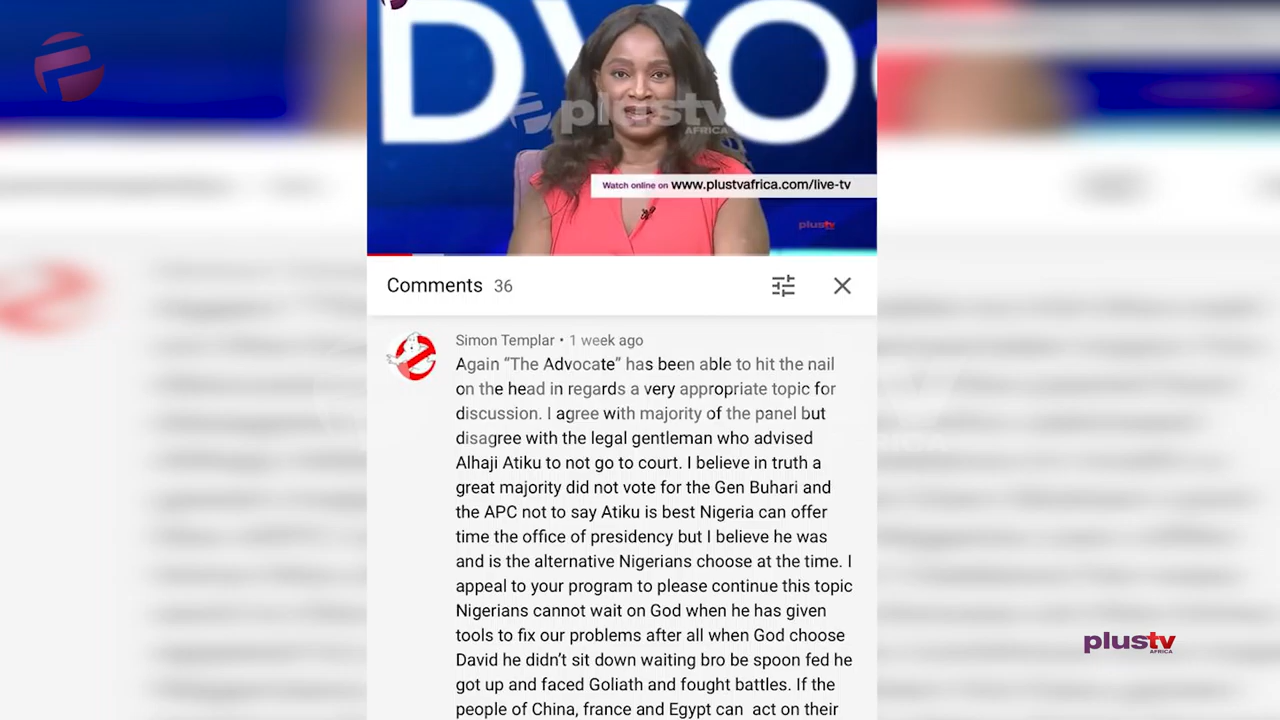 DVOC
plustv
AFRICA
Watch online on www.plustvafrica.com/live-tv
plustv
Comments 36
Simon Templar • 1 week ago
Again “The Advocate” has been able to hit the nail
on the head in regards a very appropriate topic for
discussion. I agree with majority of the panel but
disagree with the legal gentleman who advised
Alhaji Atiku to not go to court. I believe in truth a
great majority did not vote for the Gen Buhari and
the APC not to say Atiku is best Nigeria can offer
time the office of presidency but I believe he was
and is the alternative Nigerians choose at the time. I
appeal to your program to please continue this topic
Nigerians cannot wait on God when he has given
tools to fix our problems after all when God choose
David he didn’t sit down waiting bro be spoon fed he
got up and faced Goliath and fought battles. If the
people of China, france and Egypt can act on their
plustv
AFRICA